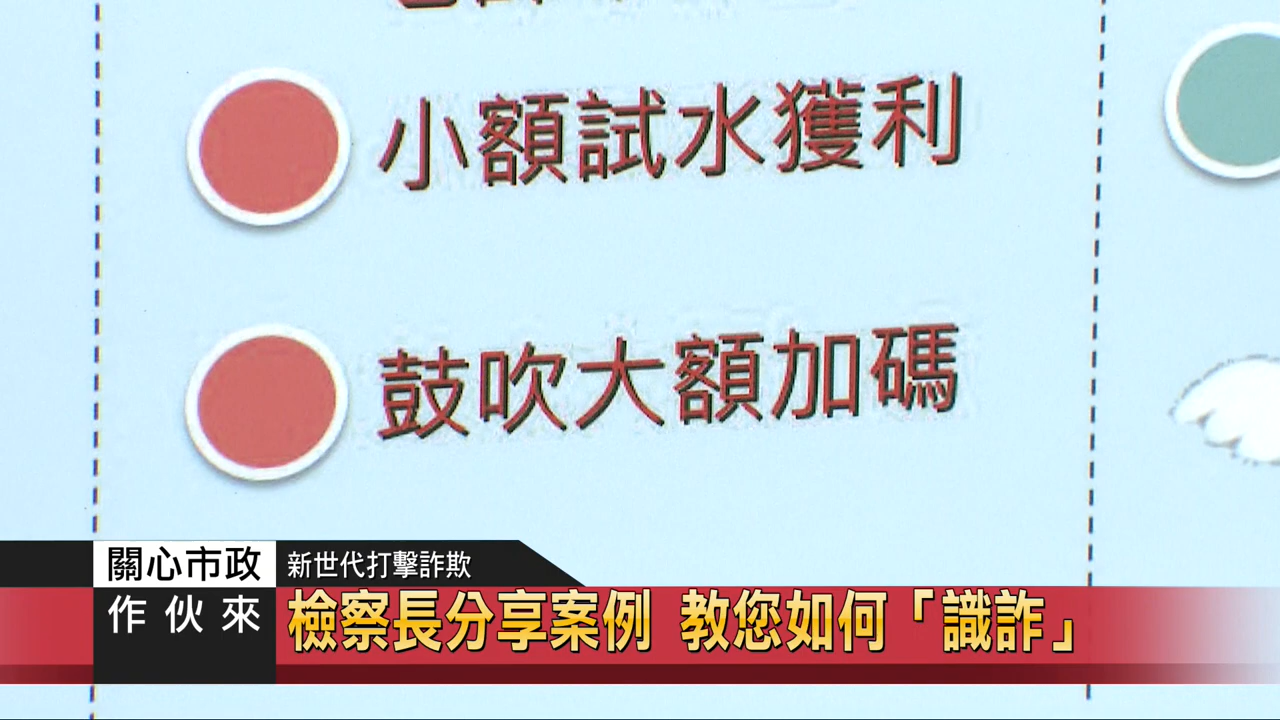 小額試水獲利
鼓吹大額加碼
關心市政
新世代打擊詐欺
作伙來
檢察長分享案例 教您如何「識詐」